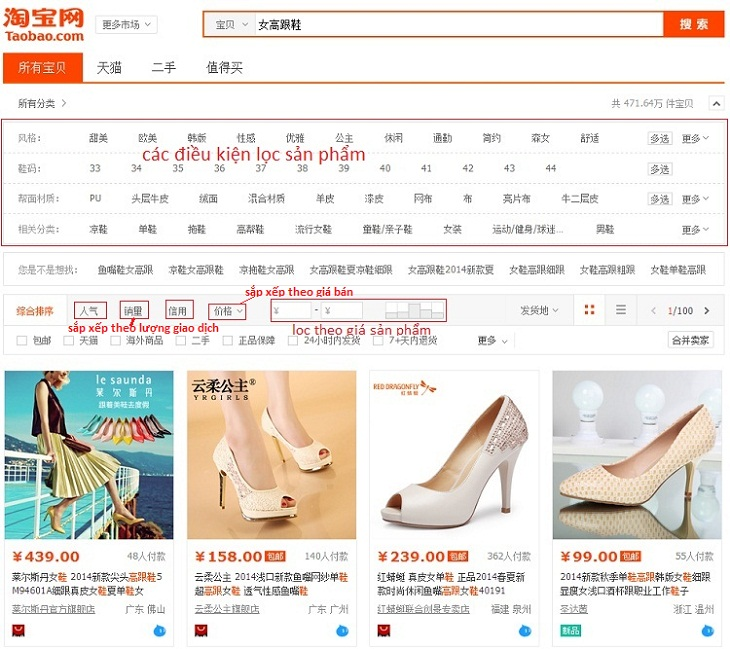 淘宝网
Taobao.com
更多市场
宝贝
女高跟鞋
搜索
所有宝贝 天猫 二手 值得买
所有分类 共 471.64万 件宝贝
风格: 甜美 欧美 韩版 性感 优雅 公主 休闲 通勤 简约 森女 舒适 多选 更多
các điều kiện lọc sản phẩm
鞋码: 33 34 35 36 37 38 39 40 41 42 43 44 多选
帮面材质: PU 头层牛皮 绒面 混合材质 羊皮 漆皮 网布 布 亮片布 牛二层皮 多选 更多
相关分类: 凉鞋 单鞋 拖鞋 高帮鞋 流行女鞋 童鞋/亲子鞋 女装 运动/健身/球迷... 男鞋 更多
您是不是想找: 鱼嘴鞋女高跟 凉鞋女高跟鞋 凉拖鞋女高跟 女高跟鞋夏凉鞋细跟 女高跟鞋2014新款夏 女鞋高跟细跟 女鞋高跟粗跟 女鞋单鞋高跟
sắp xếp theo giá bán
综合排序 人气 销量 信用 价格 ¥ - ¥ 发货地 1/100
sắp xếp theo lượng giao dịch
lọc theo giá sản phẩm
包邮 天猫 海外商品 二手 正品保障 24小时内发货 7+天内退货 更多 合并卖家
le saunda
莱尔斯丹
踩着美鞋去度假
云柔公主®
YRGIRLS
RED DRAGONFLY
红蜻蜓
¥439.00 48人付款
莱尔斯丹女鞋 2014新款尖头高跟鞋5
M94601A细跟真皮女鞋夏单鞋女
莱尔斯丹官方旗舰店 广东 佛山
¥158.00 包邮 140人付款
云柔公主 2014浅口新款鱼嘴网纱单鞋
超高跟女鞋 透气性感鱼嘴鞋
云柔公主旗舰店 广东 广州
¥239.00 包邮 362人付款
红蜻蜓 真皮女单鞋 正品2014春夏新
款时尚休闲鱼嘴高跟女鞋40191
红蜻蜓联合创景专卖店 福建 泉州
¥99.00 包邮 55人付款
2014新款秋季单鞋高跟韩版女鞋细跟
显瘦女浅口酒杯跟职业工作鞋子
浙江 温州
新品